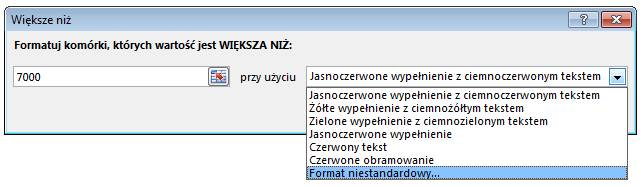 Większe niż
Formatuj komórki, których wartość jest WIĘKSZA NIŻ:
7000 przy użyciu Jasnoczerwone wypełnienie z ciemnoczerwonym tekstem
Jasnoczerwone wypełnienie z ciemnoczerwonym tekstem
Żółte wypełnienie z ciemnożółtym tekstem
Zielone wypełnienie z ciemnozielonym tekstem
Jasnoczerwone wypełnienie
Czerwony tekst
Czerwone obramowanie
Format niestandardowy...